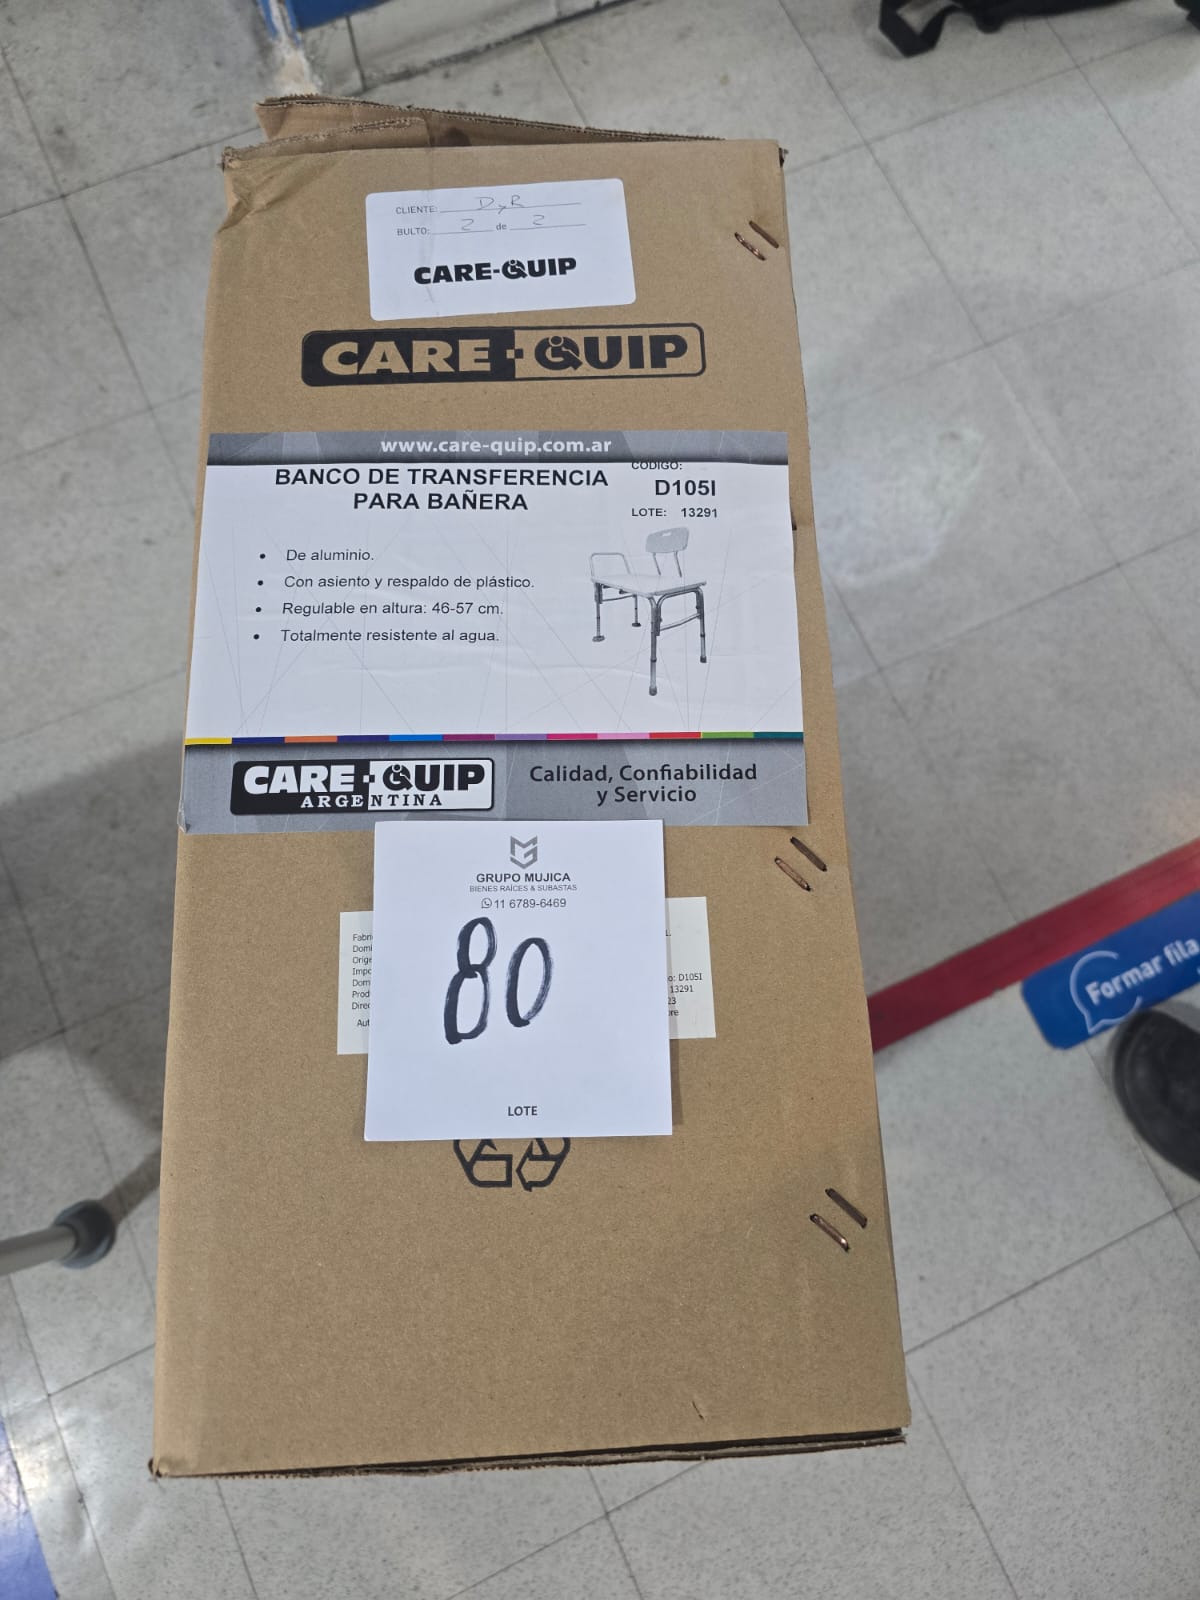 CLIENTE: DyR
BULTO: 2 de 2
CARE-QUIP
CARE-QUIP
www.care-quip.com.ar
BANCO DE TRANSFERENCIA
PARA BAÑERA
CODIGO:
D105I
LOTE: 13291
• De aluminio.
• Con asiento y respaldo de plástico.
• Regulable en altura: 46-57 cm.
• Totalmente resistente al agua.
CARE-QUIP
ARGENTINA
Calidad, Confiabilidad
y Servicio
GRUPO MUJICA
BIENES RAÍCES & SUBASTAS
11 6789-6469
80
LOTE
D105I
13291
Formar fila